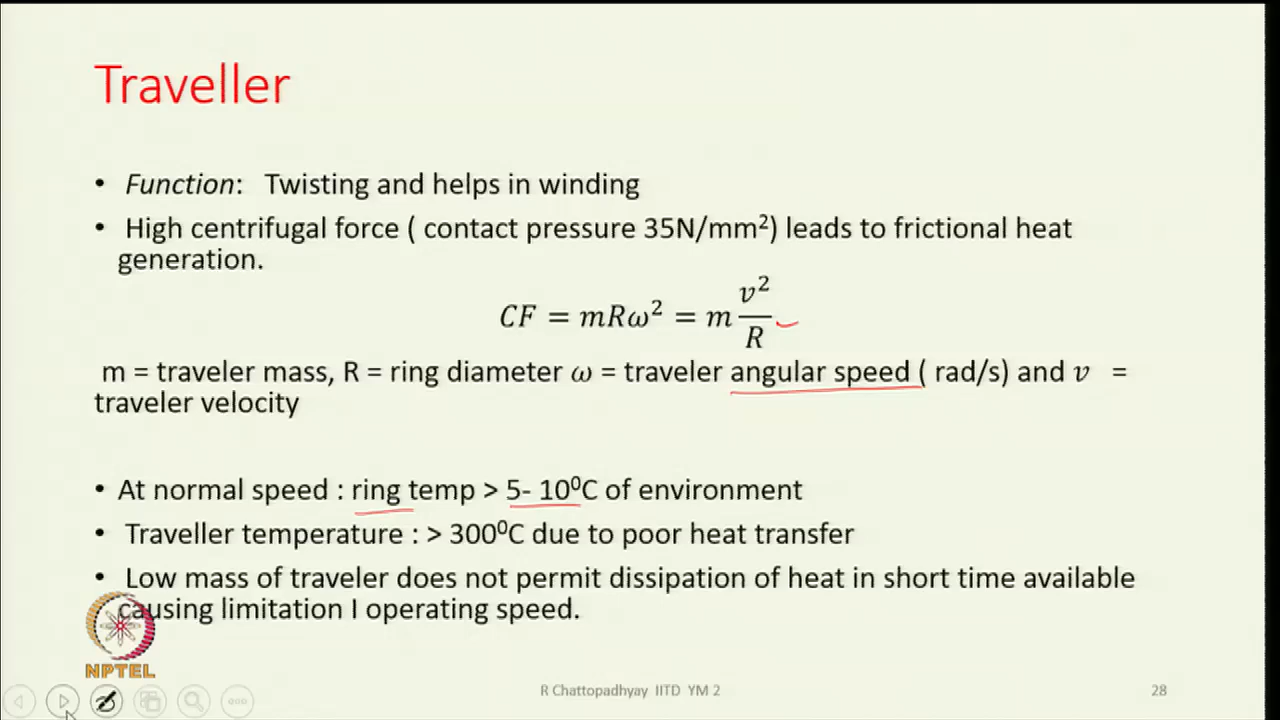 Traveller
• Function: Twisting and helps in winding
• High centrifugal force ( contact pressure 35N/mm²) leads to frictional heat
generation.
CF = mRω² = m v²/R
m = traveler mass, R = ring diameter ω = traveler angular speed ( rad/s) and v =
traveler velocity
• At normal speed : ring temp > 5- 10⁰C of environment
• Traveller temperature : > 300⁰C due to poor heat transfer
• Low mass of traveler does not permit dissipation of heat in short time available
causing limitation I operating speed.
NPTEL
R Chattopadhyay IITD YM 2
28